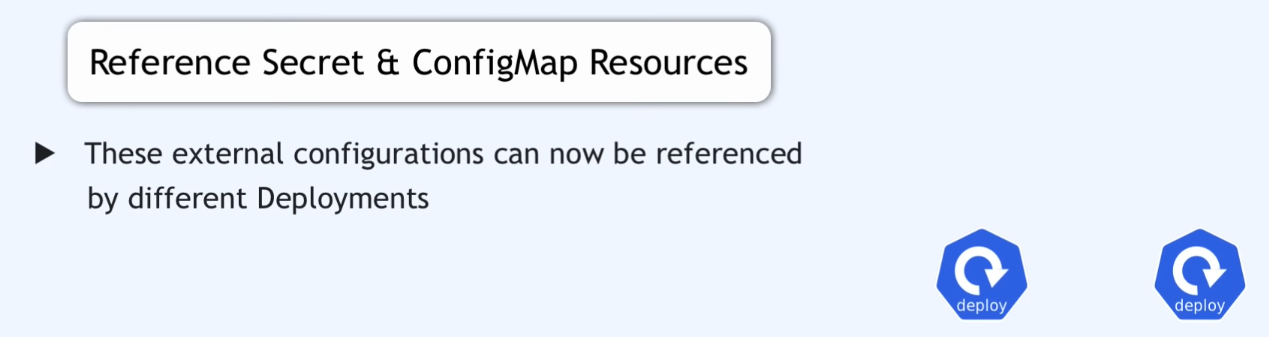 Reference Secret & ConfigMap Resources
▶ These external configurations can now be referenced
by different Deployments
deploy
deploy